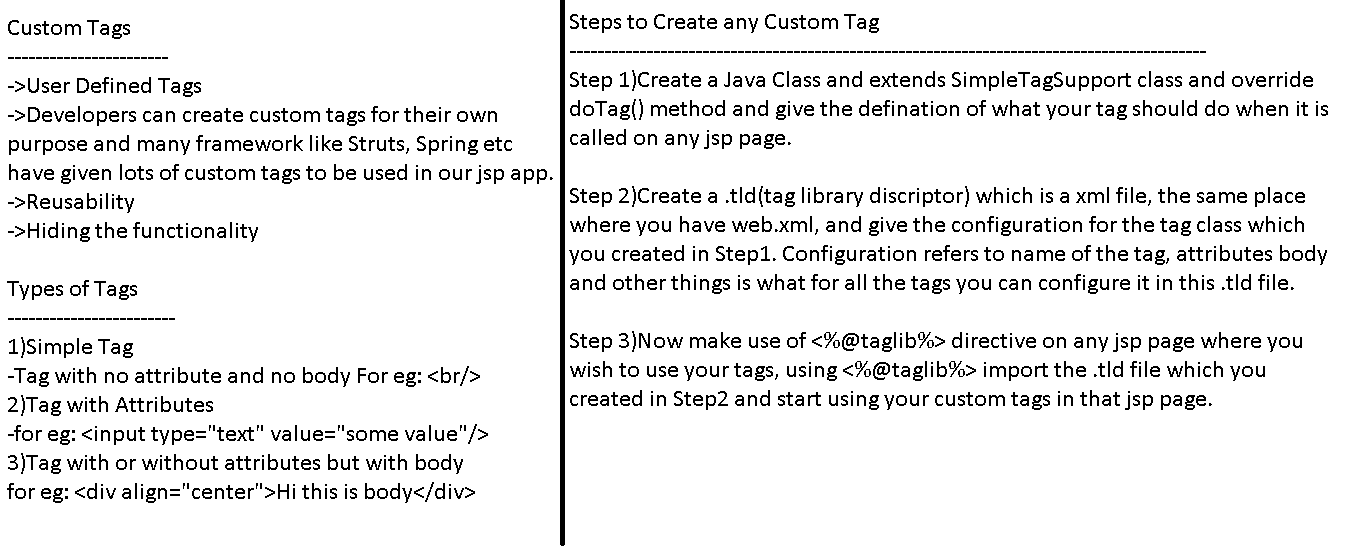 Custom Tags
-----------------------
->User Defined Tags
->Developers can create custom tags for their own
purpose and many framework like Struts, Spring etc
have given lots of custom tags to be used in our jsp app.
->Reusability
->Hiding the functionality
Types of Tags
------------------------
1)Simple Tag
-Tag with no attribute and no body For eg: <br/>
2)Tag with Attributes
-for eg: <input type="text" value="some value"/>
3)Tag with or without attributes but with body
for eg: <div align="center">Hi this is body</div>
Steps to Create any Custom Tag
-------------------------------------------------------------------------------------------
Step 1)Create a Java Class and extends SimpleTagSupport class and override
doTag() method and give the defination of what your tag should do when it is
called on any jsp page.
Step 2)Create a .tld(tag library discriptor) which is a xml file, the same place
where you have web.xml, and give the configuration for the tag class which
you created in Step1. Configuration refers to name of the tag, attributes body
and other things is what for all the tags you can configure it in this .tld file.
Step 3)Now make use of <%@taglib%> directive on any jsp page where you
wish to use your tags, using <%@taglib%> import the .tld file which you
created in Step2 and start using your custom tags in that jsp page.